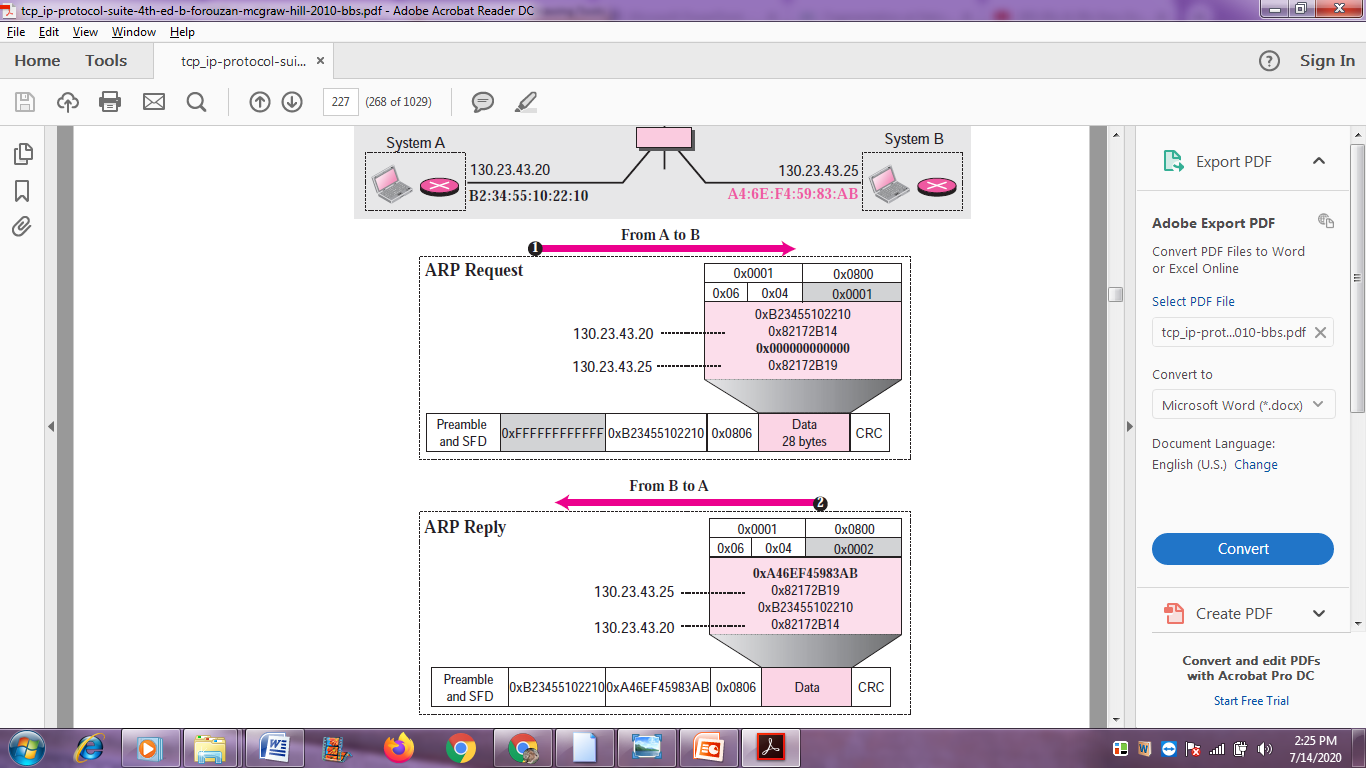 tcp_ip-protocol-suite-4th-ed-b-forouzan-mcgraw-hill-2010-bbs.pdf - Adobe Acrobat Reader DC
File Edit View Window Help
Home Tools tcp_ip-protocol-sui... × Sign In
227 (268 of 1029)
System A System B
130.23.43.20 130.23.43.25
B2:34:55:10:22:10 A4:6E:F4:59:83:AB
From A to B
1
ARP Request
0x0001 0x0800
0x06 0x04 0x0001
0xB23455102210
130.23.43.20 0x82172B14
0x000000000000
130.23.43.25 0x82172B19
Preamble and SFD 0xFFFFFFFFFFFF 0xB23455102210 0x0806 Data 28 bytes CRC
From B to A
2
ARP Reply
0x0001 0x0800
0x06 0x04 0x0002
0xA46EF45983AB
130.23.43.25 0x82172B19
0xB23455102210
130.23.43.20 0x82172B14
Preamble and SFD 0xB23455102210 0xA46EF45983AB 0x0806 Data CRC
Export PDF
Adobe Export PDF
Convert PDF Files to Word
or Excel Online
Select PDF File
tcp_ip-prot...010-bbs.pdf
Convert to
Microsoft Word (*.docx)
Document Language:
English (U.S.) Change
Convert
Create PDF
Convert and edit PDFs
with Acrobat Pro DC
Start Free Trial
2:25 PM
7/14/2020